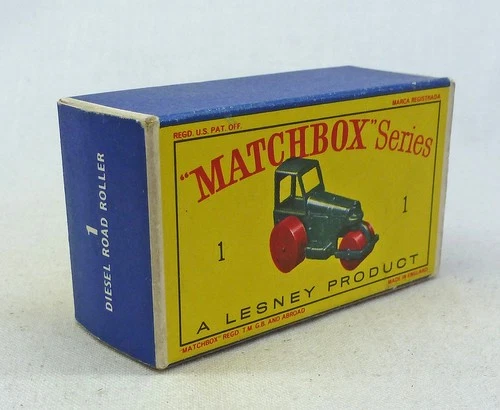 REGD. U.S. PAT. OFF.
MARCA REGISTRADA
"MATCHBOX" Series
1
1
A LESNEY PRODUCT
"MATCHBOX" REGD. T.M. G.B. AND ABROAD
MADE IN ENGLAND
1
DIESEL ROAD ROLLER